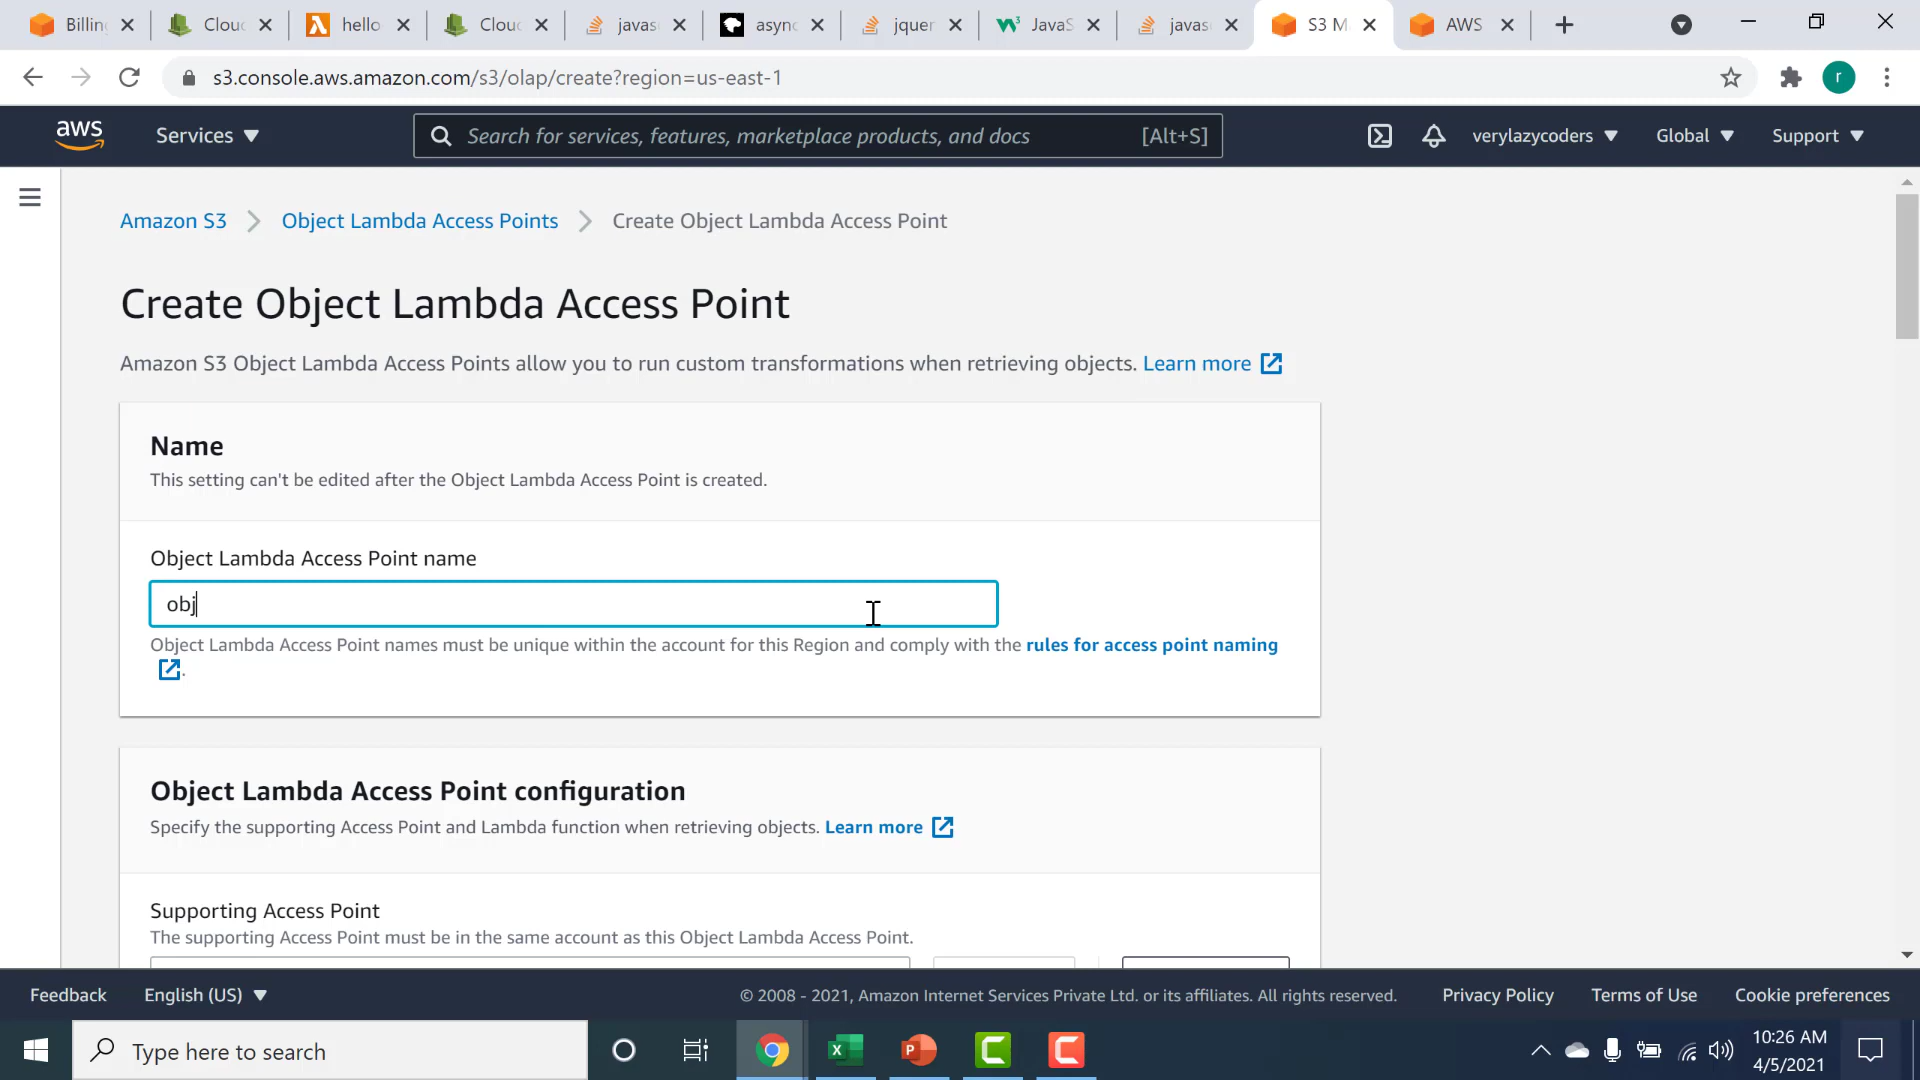 Billin
Clou
hello
Clou
javas
async
jquer
JavaS
javas
S3 M
AWS
s3.console.aws.amazon.com/s3/olap/create?region=us-east-1
r
aws
Services
Search for services, features, marketplace products, and docs
[Alt+S]
verylazycoders
Global
Support
Amazon S3
Object Lambda Access Points
Create Object Lambda Access Point
Create Object Lambda Access Point
Amazon S3 Object Lambda Access Points allow you to run custom transformations when retrieving objects. Learn more
Name
This setting can't be edited after the Object Lambda Access Point is created.
Object Lambda Access Point name
obj
Object Lambda Access Point names must be unique within the account for this Region and comply with the rules for access point naming
.
Object Lambda Access Point configuration
Specify the supporting Access Point and Lambda function when retrieving objects. Learn more
Supporting Access Point
The supporting Access Point must be in the same account as this Object Lambda Access Point.
Feedback
English (US)
© 2008 - 2021, Amazon Internet Services Private Ltd. or its affiliates. All rights reserved.
Privacy Policy
Terms of Use
Cookie preferences
Type here to search
10:26 AM
4/5/2021